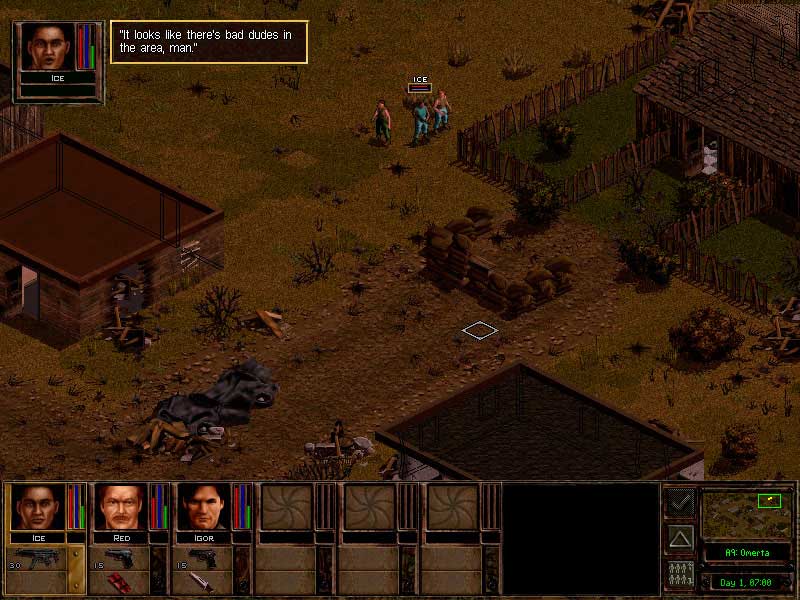 "It looks like there's bad dudes in
the area, man."
ICE
ICE
ICE
RED
IGOR
30
15
15
A9: Omerta
Day 1, 07:00